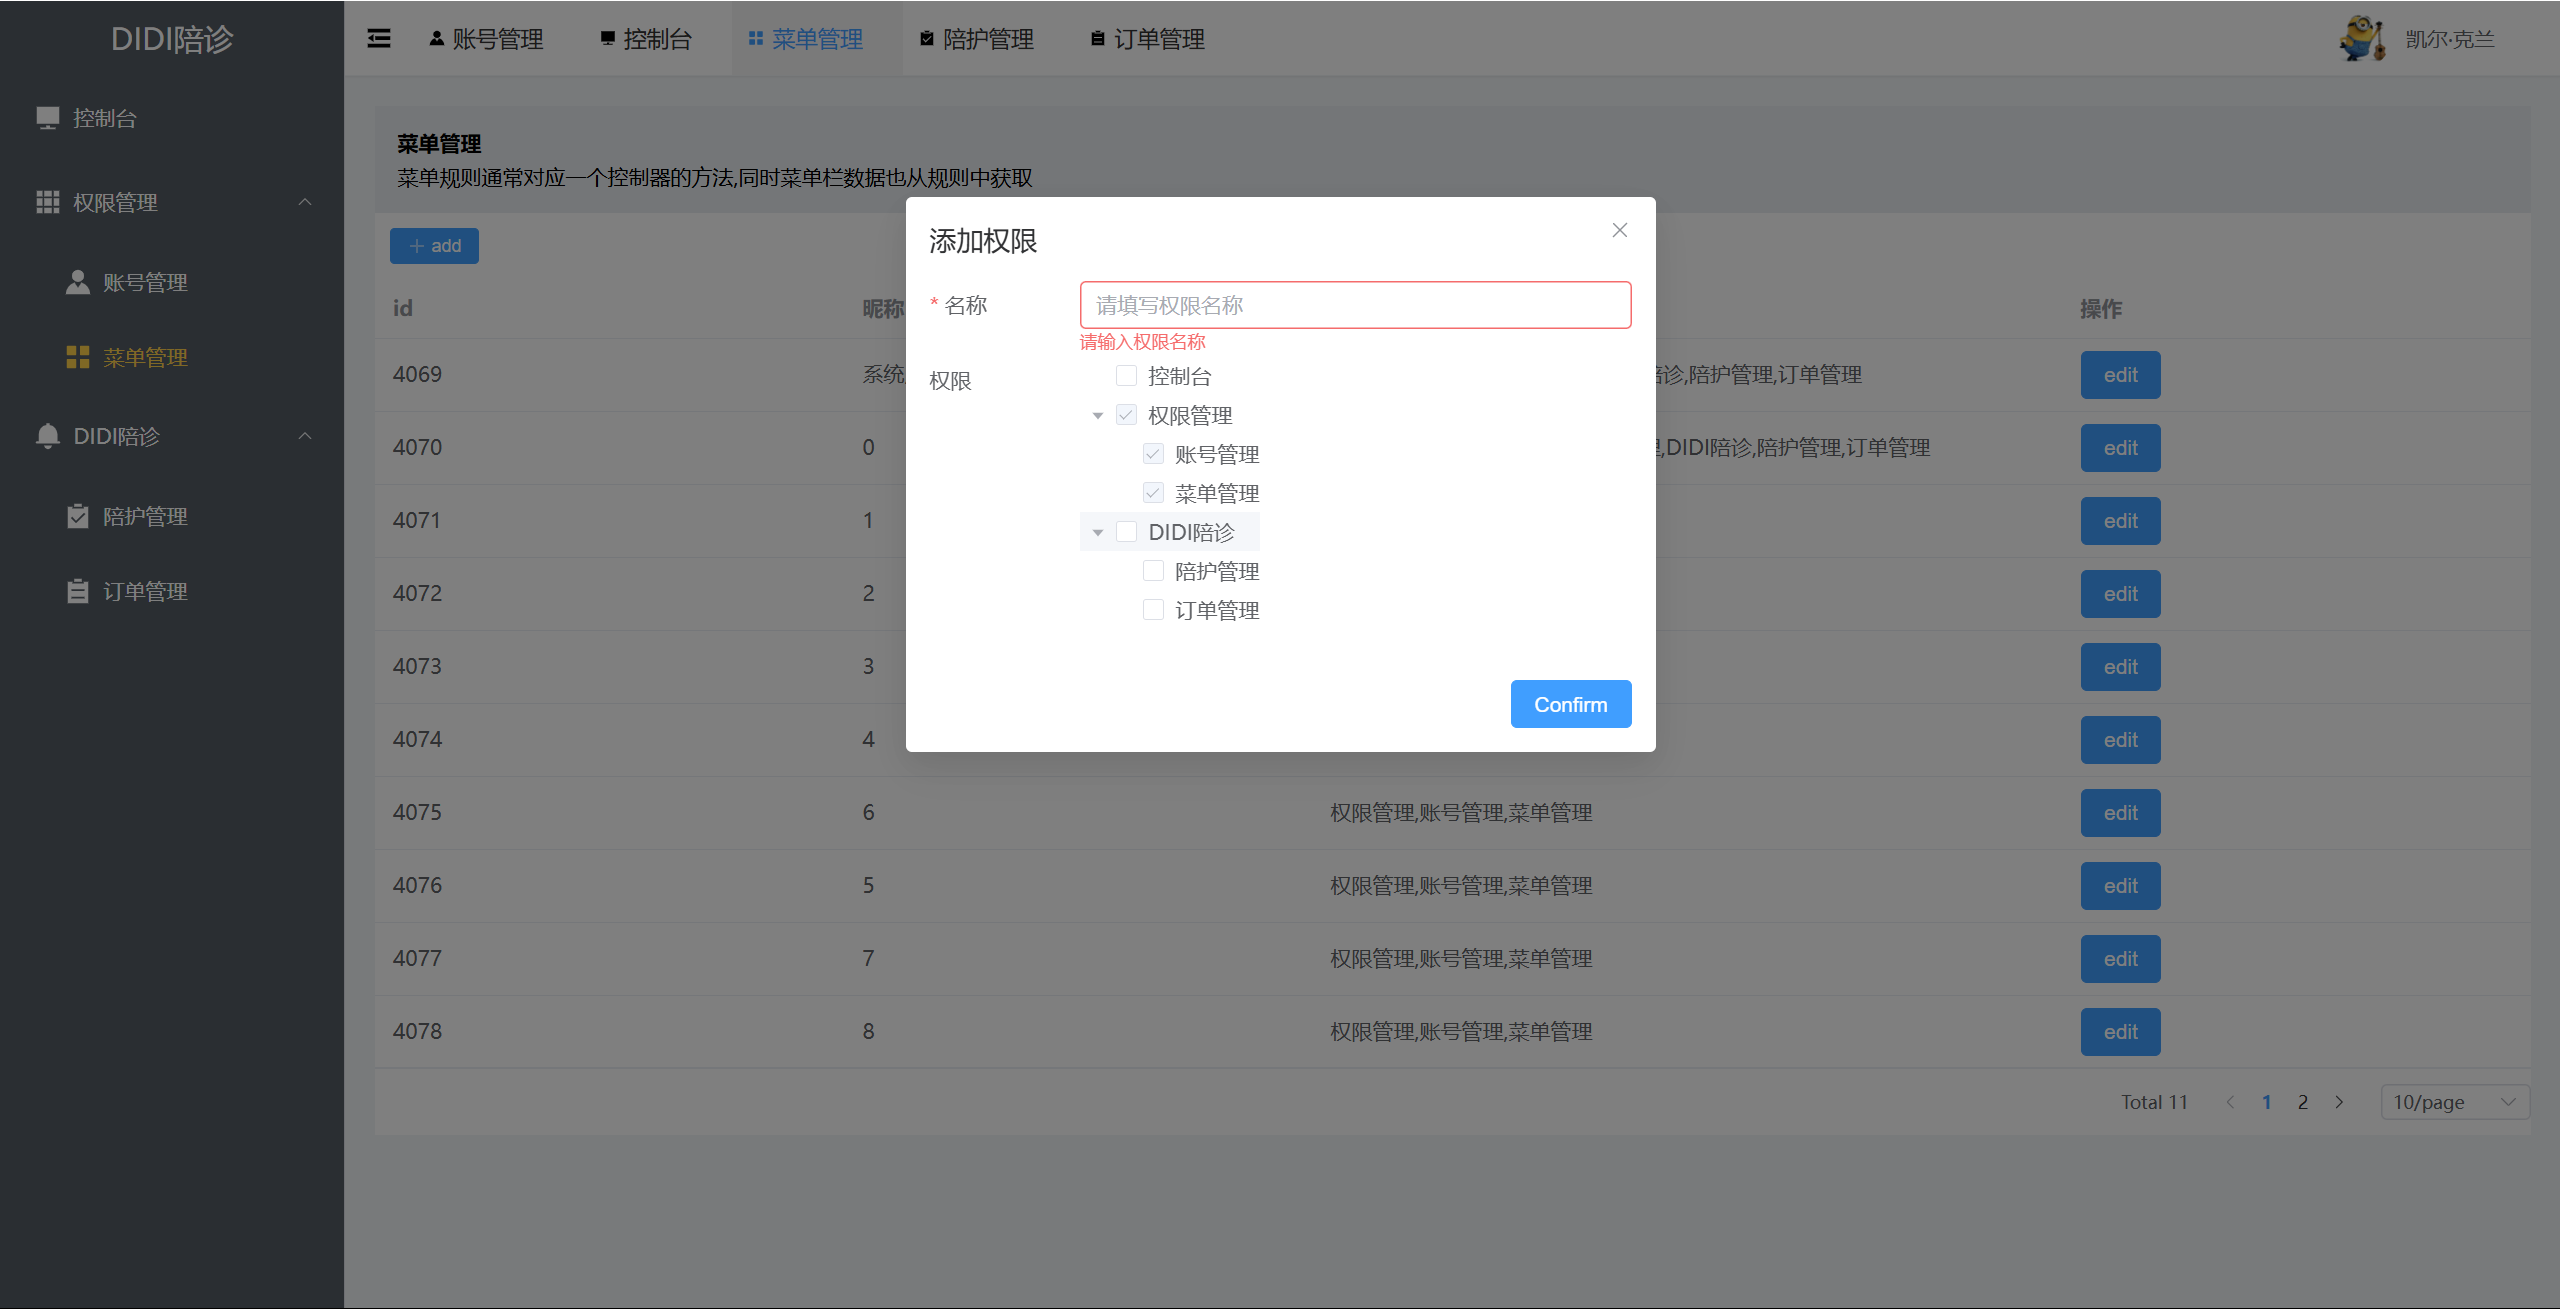 DIDI陪诊
账号管理
控制台
菜单管理
陪护管理
订单管理
凯尔·克兰
控制台
权限管理
账号管理
菜单管理
DIDI陪诊
陪护管理
订单管理
菜单管理
菜单规则通常对应一个控制器的方法,同时菜单栏数据也从规则中获取
add
id 昵称 操作
4069 系统 陪护管理,订单管理 edit
4070 0 DIDI陪诊,陪护管理,订单管理 edit
4071 1 edit
4072 2 edit
4073 3 edit
4074 4 edit
4075 6 权限管理,账号管理,菜单管理 edit
4076 5 权限管理,账号管理,菜单管理 edit
4077 7 权限管理,账号管理,菜单管理 edit
4078 8 权限管理,账号管理,菜单管理 edit
Total 11 1 2 10/page
添加权限
* 名称 请填写权限名称
请输入权限名称
权限
控制台
权限管理
账号管理
菜单管理
DIDI陪诊
陪护管理
订单管理
Confirm